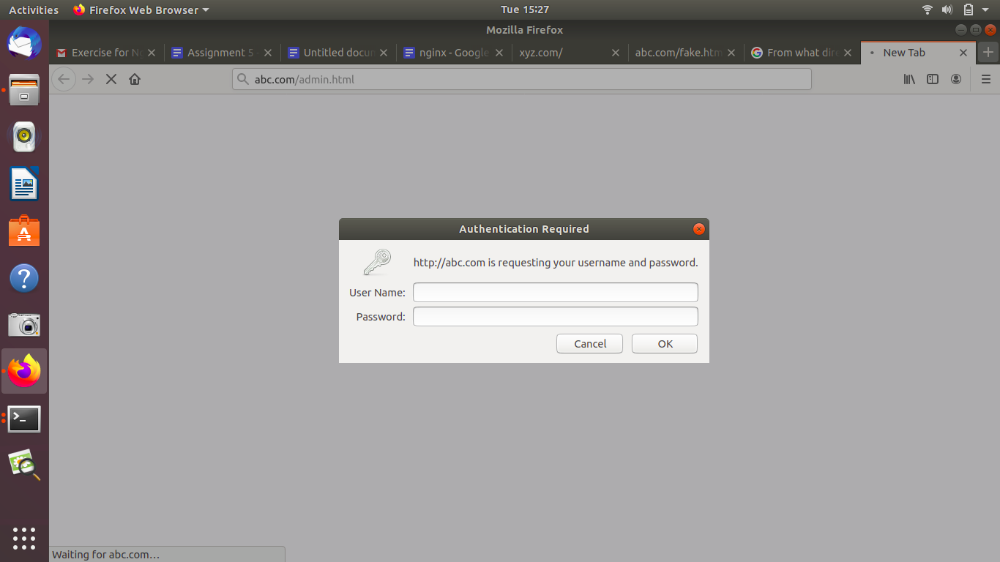 Activities Firefox Web Browser Tue 15:27
Mozilla Firefox
Exercise for Ng Assignment 5 - Untitled docum nginx - Google xyz.com/ abc.com/fake.htm From what dire New Tab
abc.com/admin.html
Authentication Required
http://abc.com is requesting your username and password.
User Name:
Password:
Cancel OK
Waiting for abc.com…